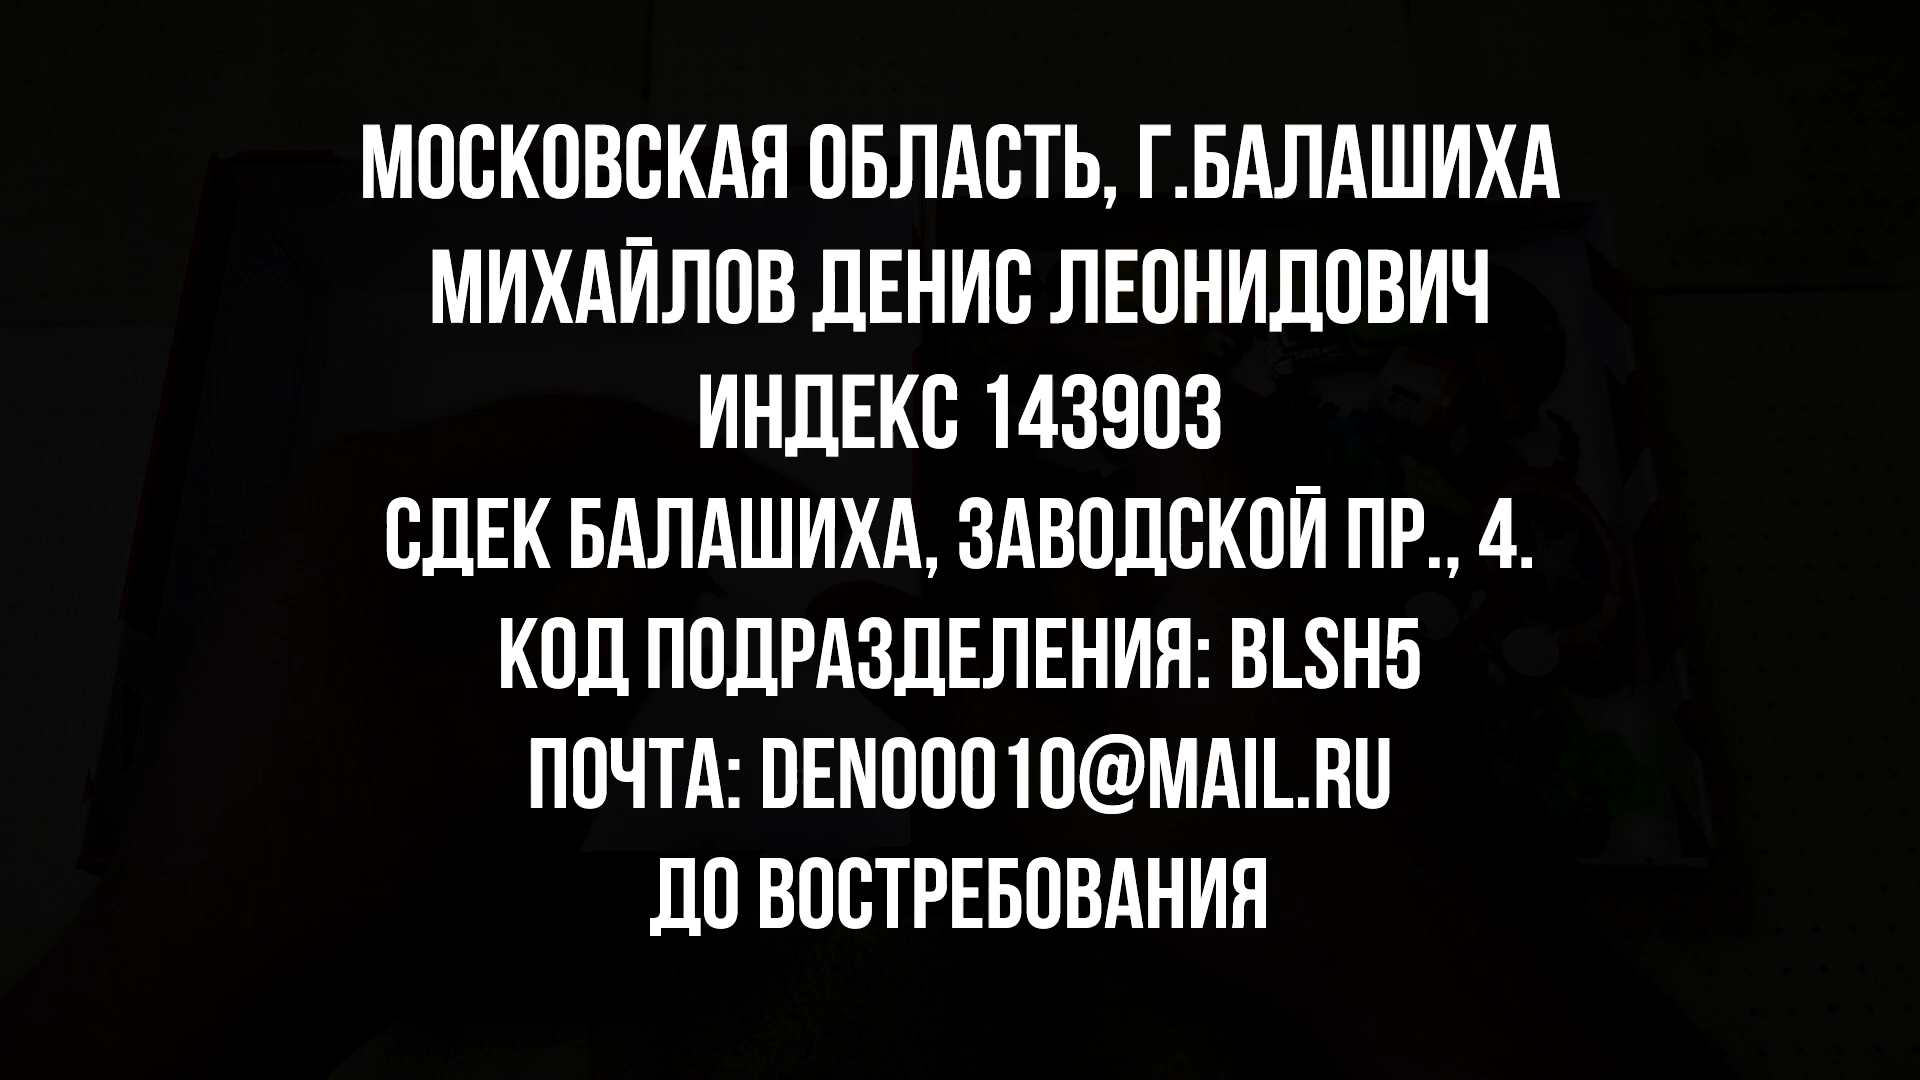 МОСКОВСКАЯ ОБЛАСТЬ, Г.БАЛАШИХА
МИХАЙЛОВ ДЕНИС ЛЕОНИДОВИЧ
ИНДЕКС 143903
СДЕК БАЛАШИХА, ЗАВОДСКОЙ ПР., 4.
КОД ПОДРАЗДЕЛЕНИЯ: BLSH5
ПОЧТА: DEN00010@MAIL.RU
ДО ВОСТРЕБОВАНИЯ